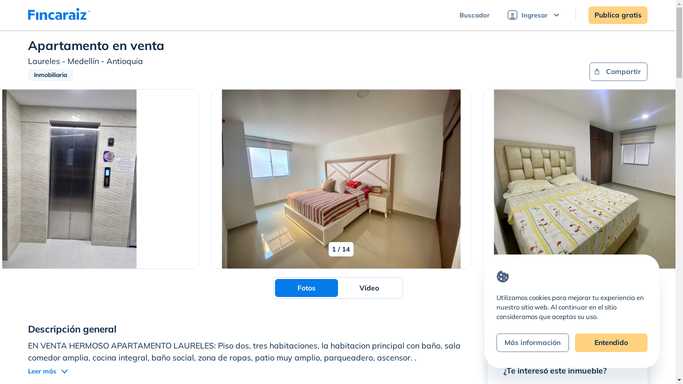 Fincaraiz
Buscador
Ingresar
Publica gratis
Apartamento en venta
Laureles - Medellín - Antioquia
Inmobiliaria
Compartir
1 / 14
Fotos
Video
Descripción general
EN VENTA HERMOSO APARTAMENTO LAURELES: Piso dos, tres habitaciones, la habitacion principal con baño, sala
comedor amplia, cocina integral, baño social, zona de ropas, patio muy amplio, parqueadero, ascensor. .
Leer más
Utilizamos cookies para mejorar tu experiencia en
nuestro sitio web. Al continuar en el sitio
consideramos que aceptas su uso.
Más información
Entendido
¿Te interesó este inmueble?